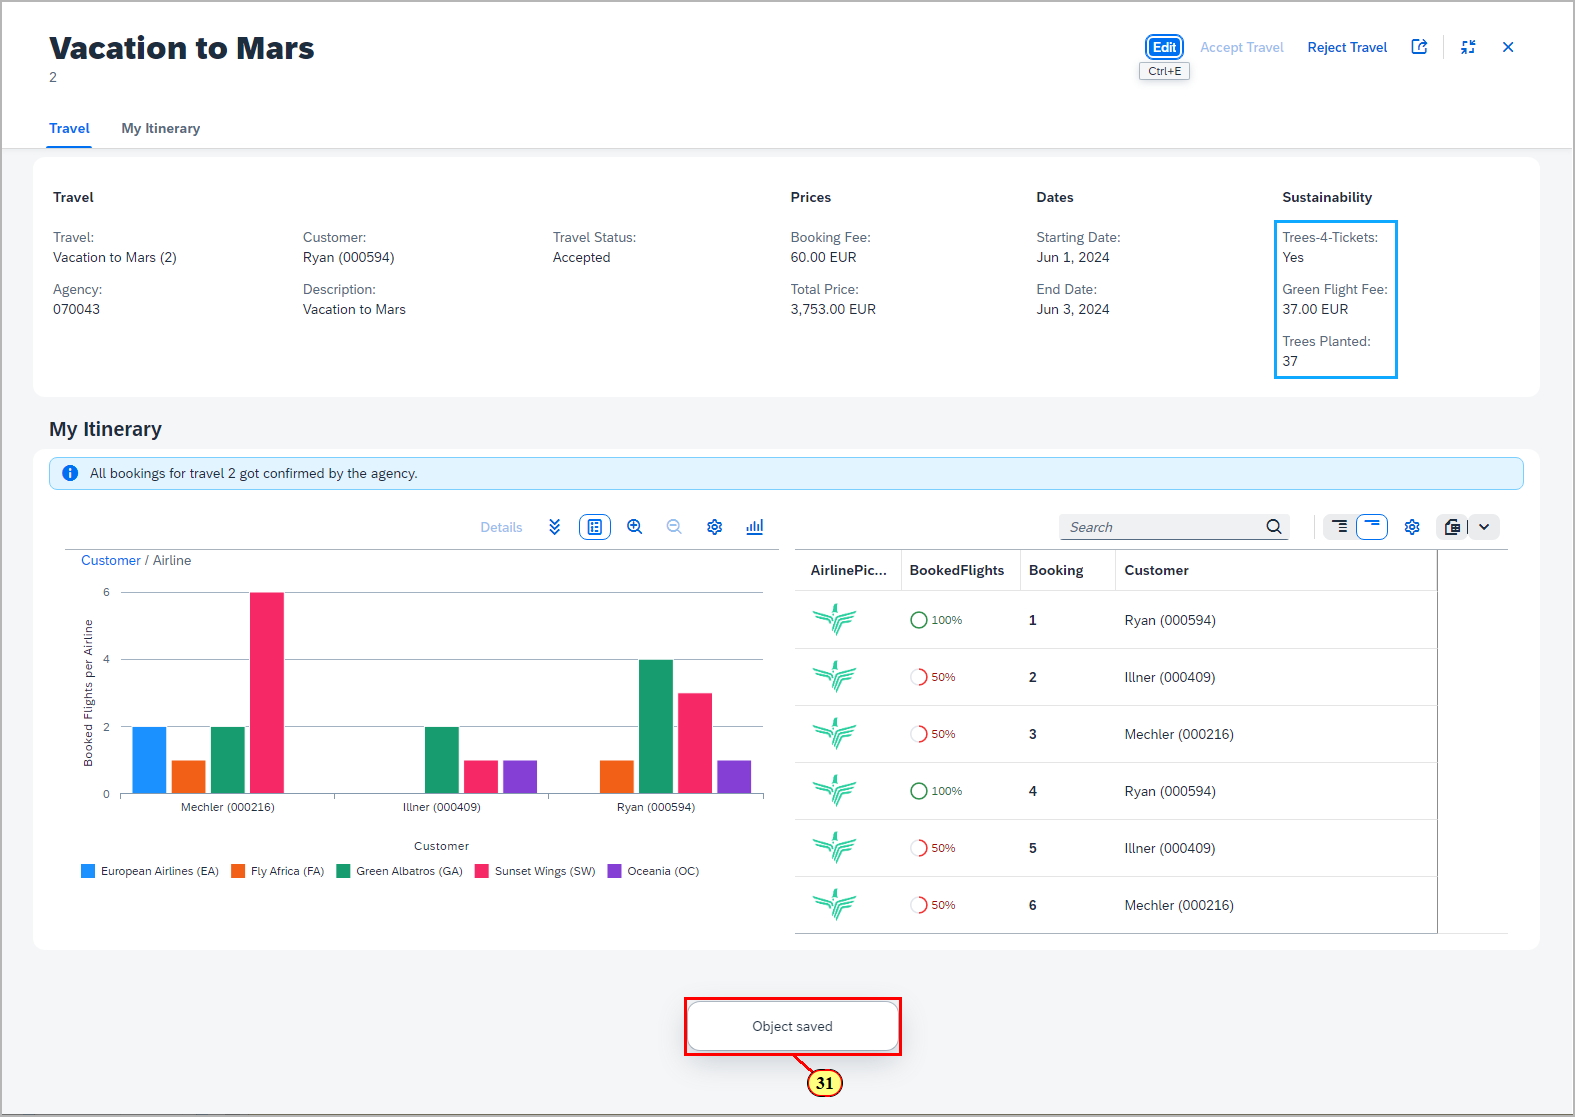 Vacation to Mars
2
Edit
Accept Travel
Reject Travel
Ctrl+E
Travel
My Itinerary
Travel
Prices
Dates
Sustainability
Travel:
Vacation to Mars (2)
Customer:
Ryan (000594)
Travel Status:
Accepted
Booking Fee:
60.00 EUR
Starting Date:
Jun 1, 2024
Trees-4-Tickets:
Yes
Agency:
070043
Description:
Vacation to Mars
Total Price:
3,753.00 EUR
End Date:
Jun 3, 2024
Green Flight Fee:
37.00 EUR
Trees Planted:
37
My Itinerary
All bookings for travel 2 got confirmed by the agency.
Details
Customer / Airline
Booked Flights per Airline
6
4
2
0
Mechler (000216)
Illner (000409)
Ryan (000594)
Customer
European Airlines (EA)
Fly Africa (FA)
Green Albatros (GA)
Sunset Wings (SW)
Oceania (OC)
Search
AirlinePic...
BookedFlights
Booking
Customer
100%
1
Ryan (000594)
50%
2
Illner (000409)
50%
3
Mechler (000216)
100%
4
Ryan (000594)
50%
5
Illner (000409)
50%
6
Mechler (000216)
Object saved
31